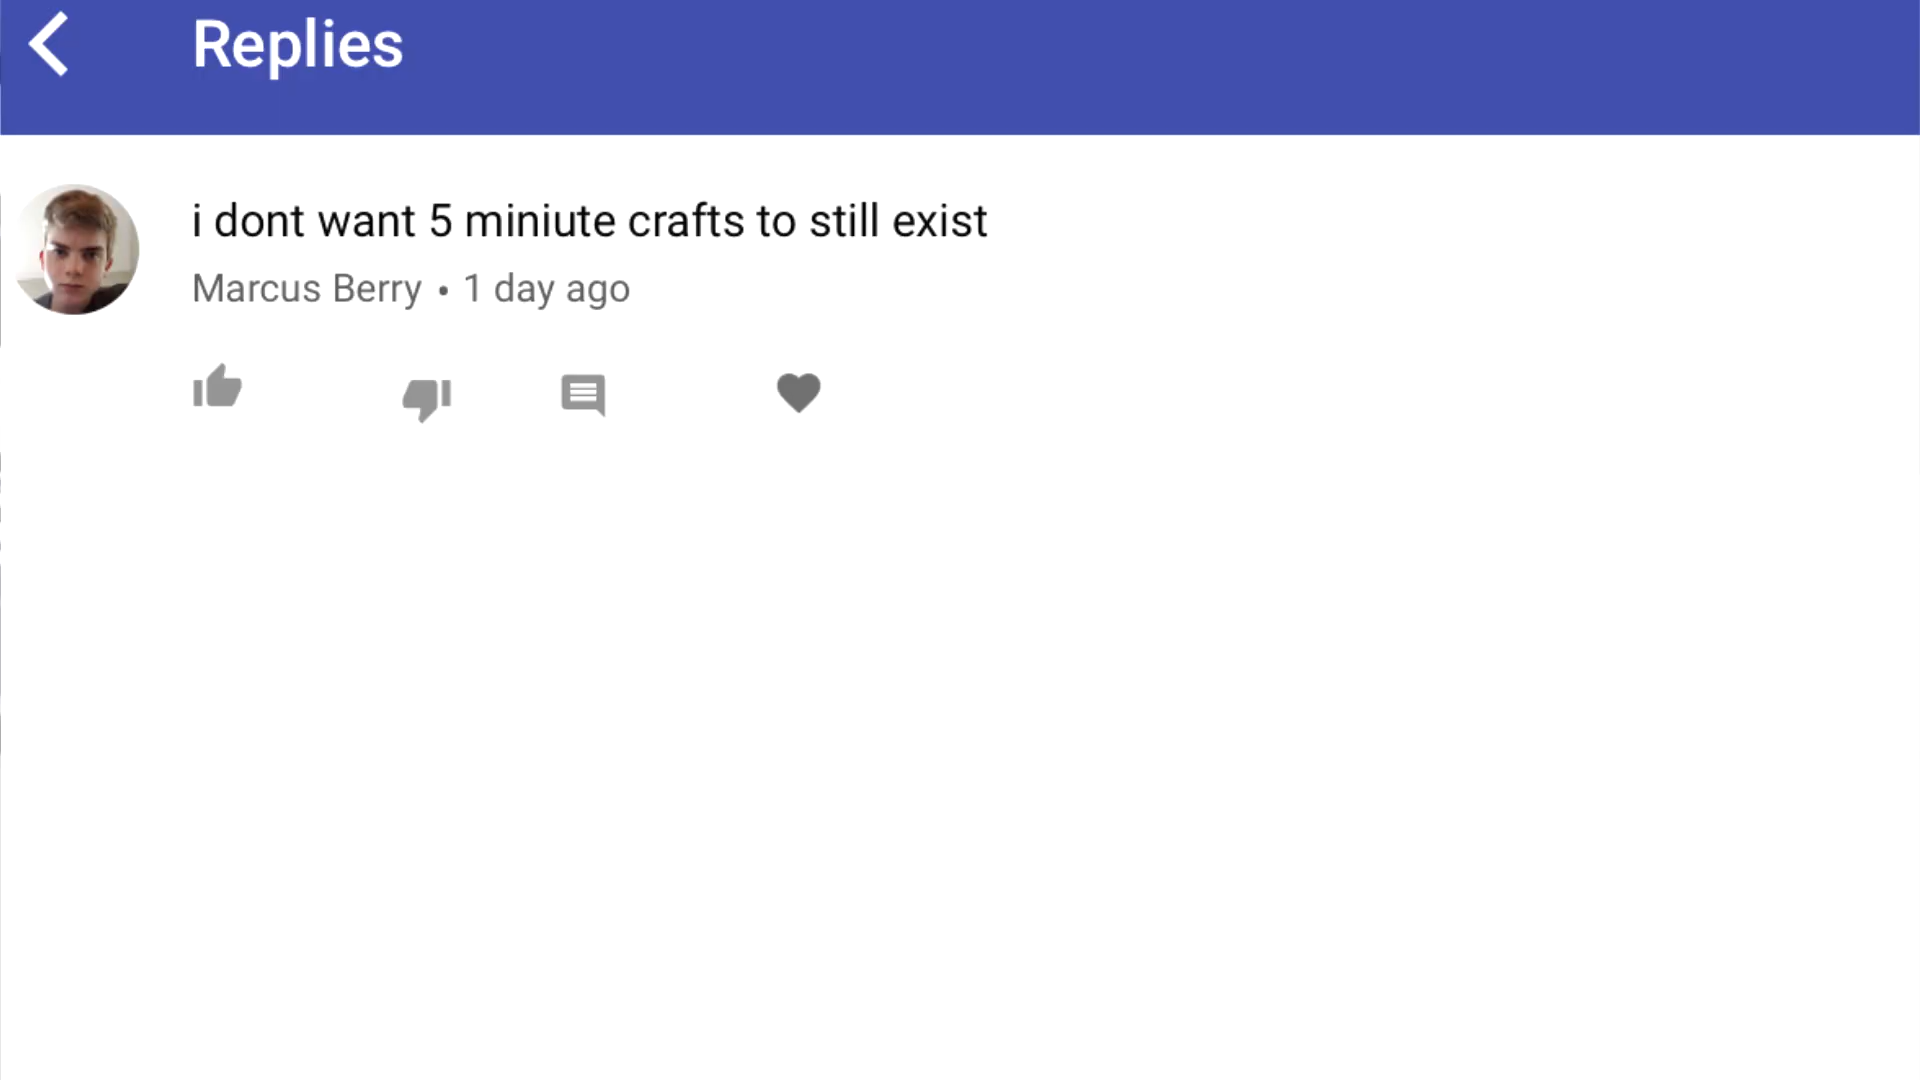 Replies
i dont want 5 miniute crafts to still exist
Marcus Berry • 1 day ago